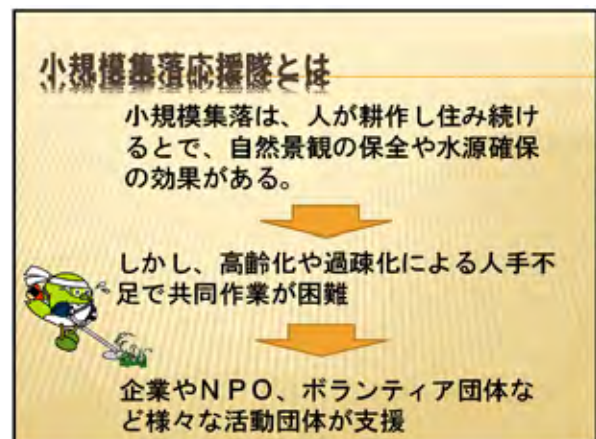 小規模集落応援隊とは
小規模集落は、人が耕作し住み続け
るとで、自然景観の保全や水源確保
の効果がある。
しかし、高齢化や過疎化による人手不
足で共同作業が困難
企業やＮＰＯ、ボランティア団体な
ど様々な活動団体が支援